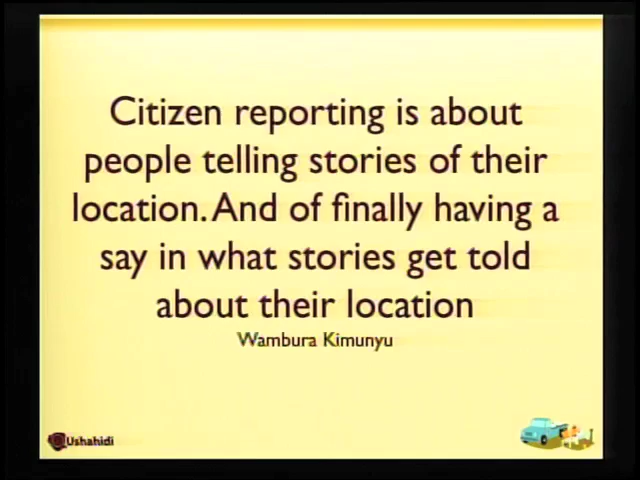 Citizen reporting is about
people telling stories of their
location. And of finally having a
say in what stories get told
about their location
Wambura Kimunyu
Ushahidi